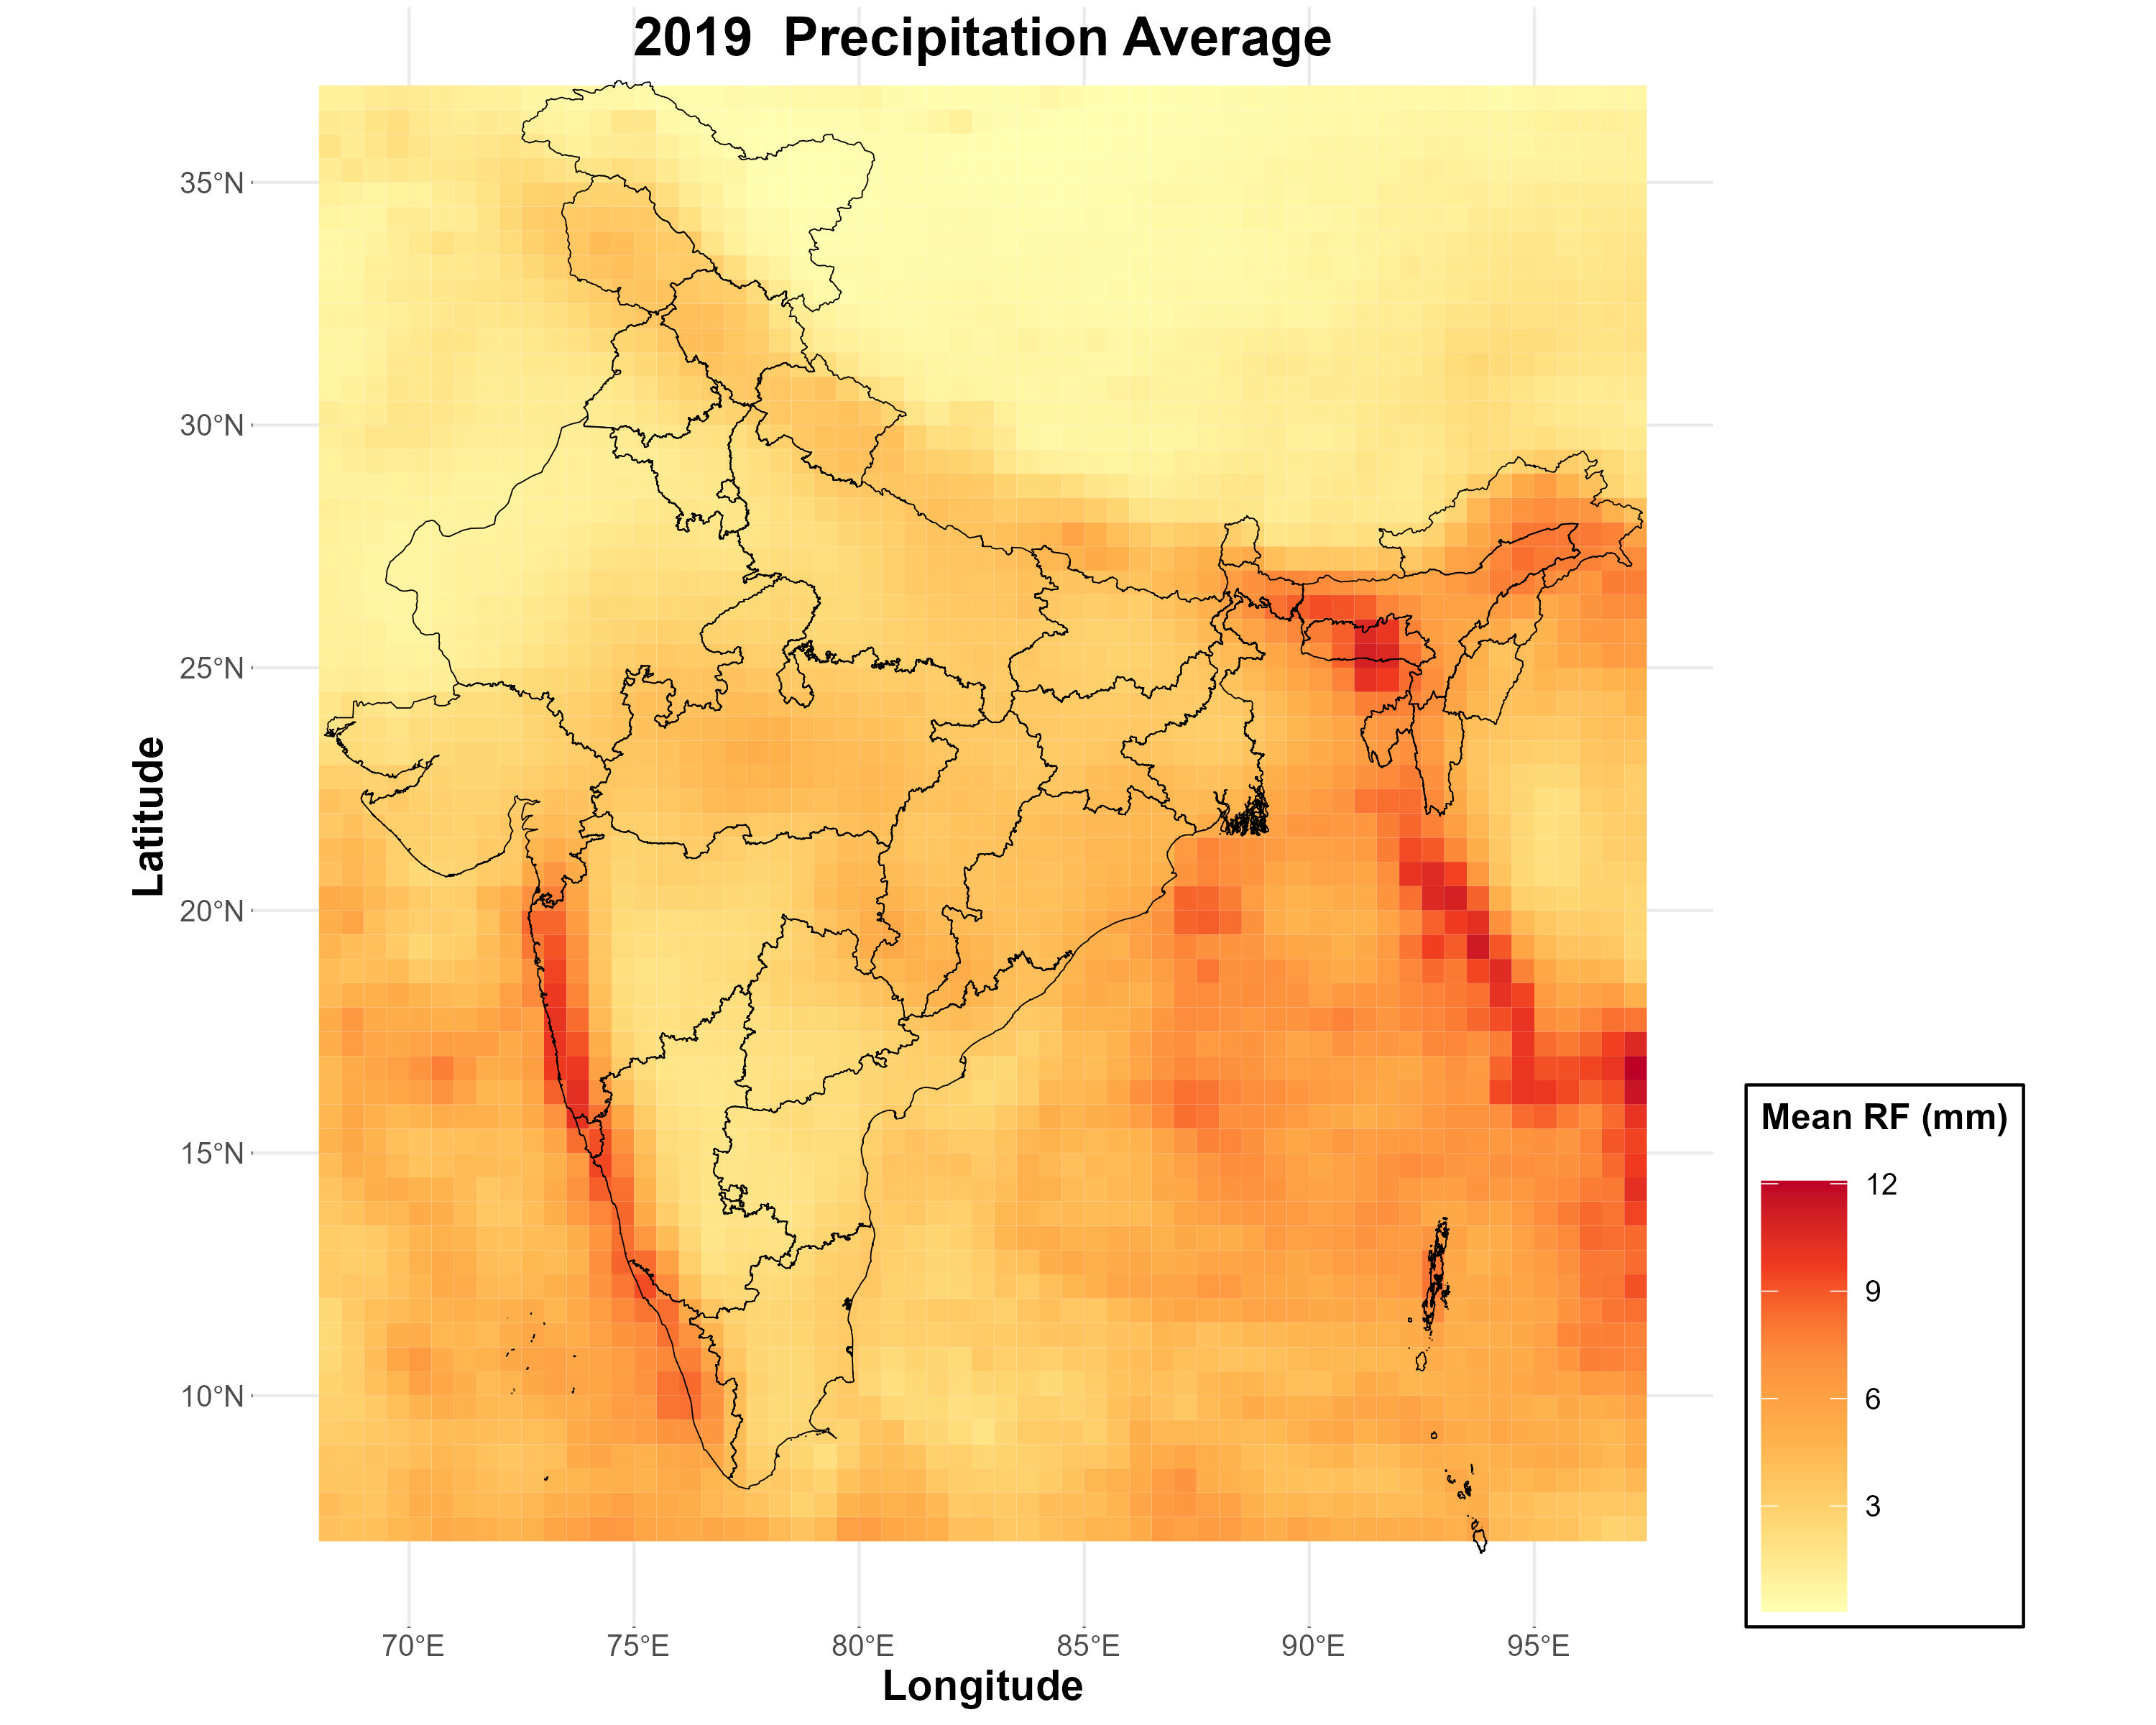 2019  Precipitation Average
35°N
30°N
25°N
20°N
15°N
10°N
Latitude
70°E
75°E
80°E
85°E
90°E
95°E
Longitude
Mean RF (mm)
12
9
6
3